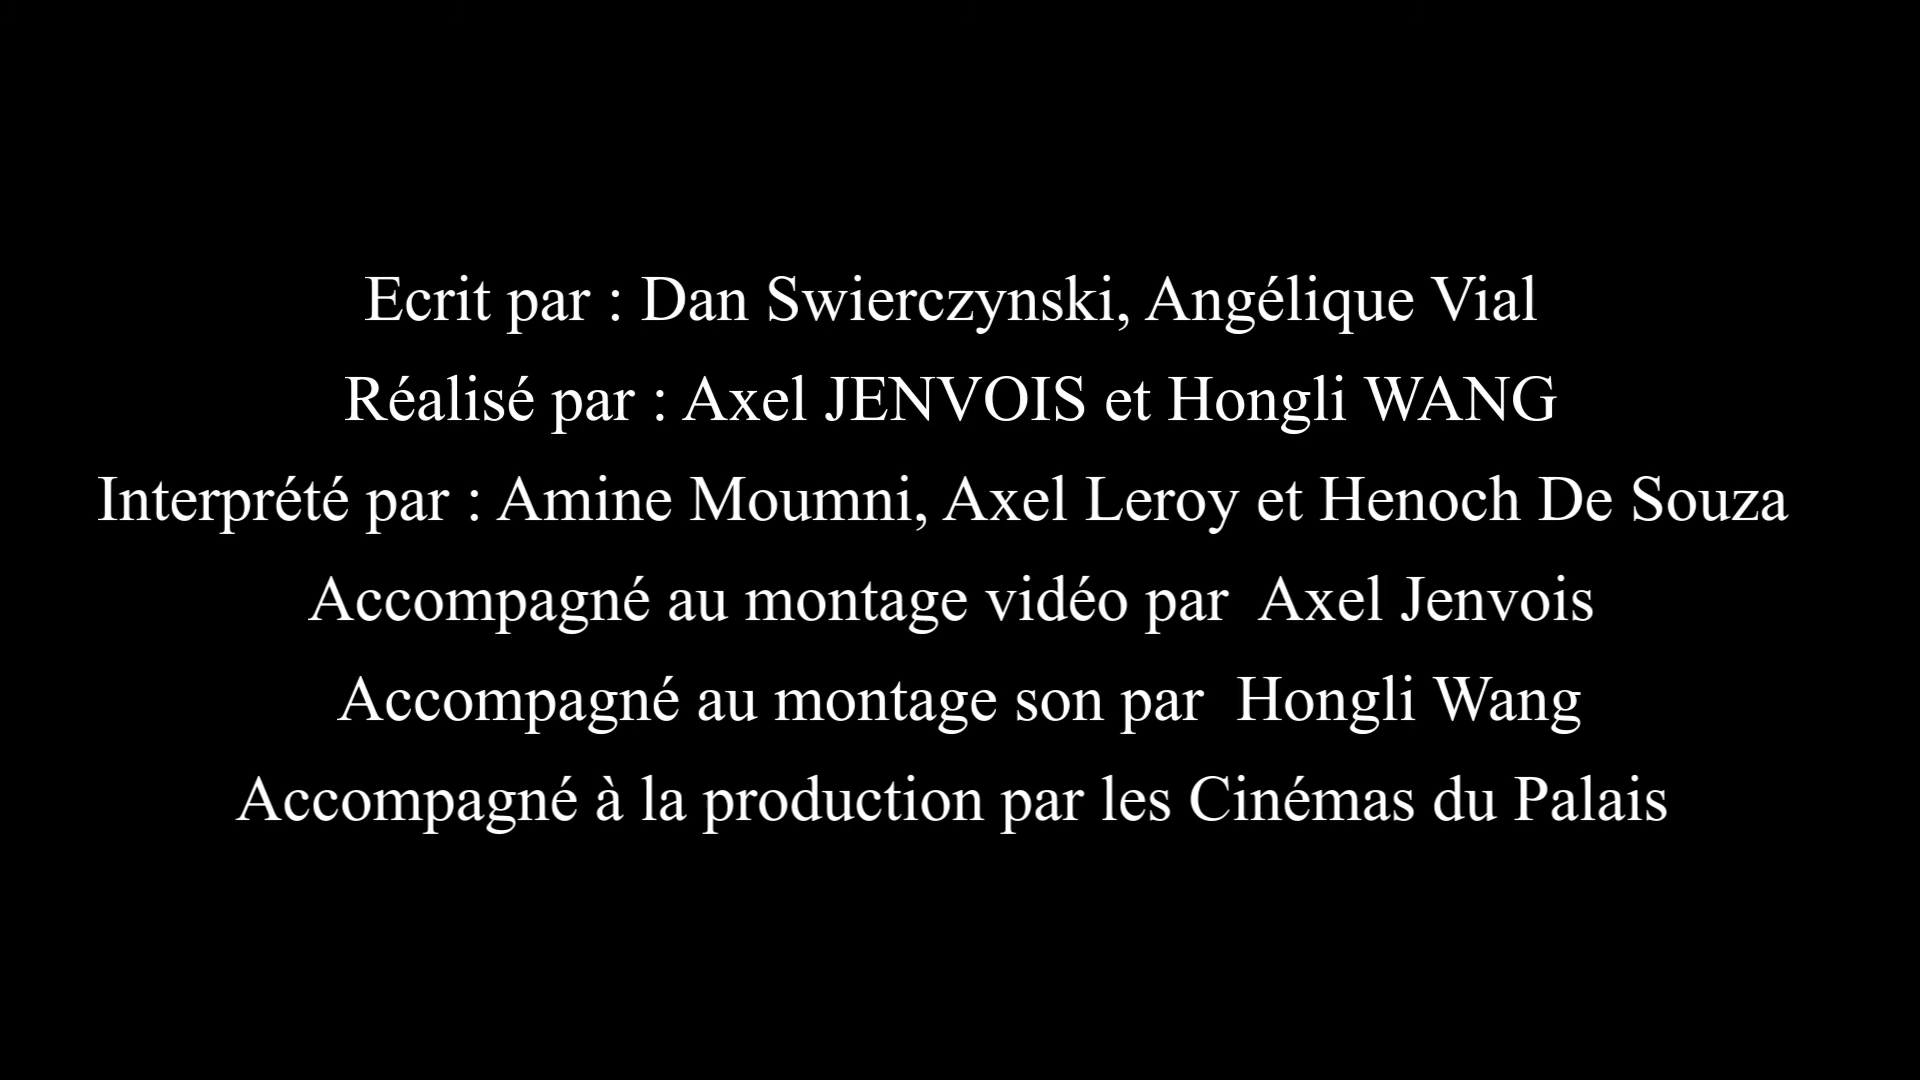 Ecrit par : Dan Swierczynski, Angélique Vial
Réalisé par : Axel JENVOIS et Hongli WANG
Interprété par : Amine Moumni, Axel Leroy et Henoch De Souza
Accompagné au montage vidéo par  Axel Jenvois
Accompagné au montage son par  Hongli Wang
Accompagné à la production par les Cinémas du Palais